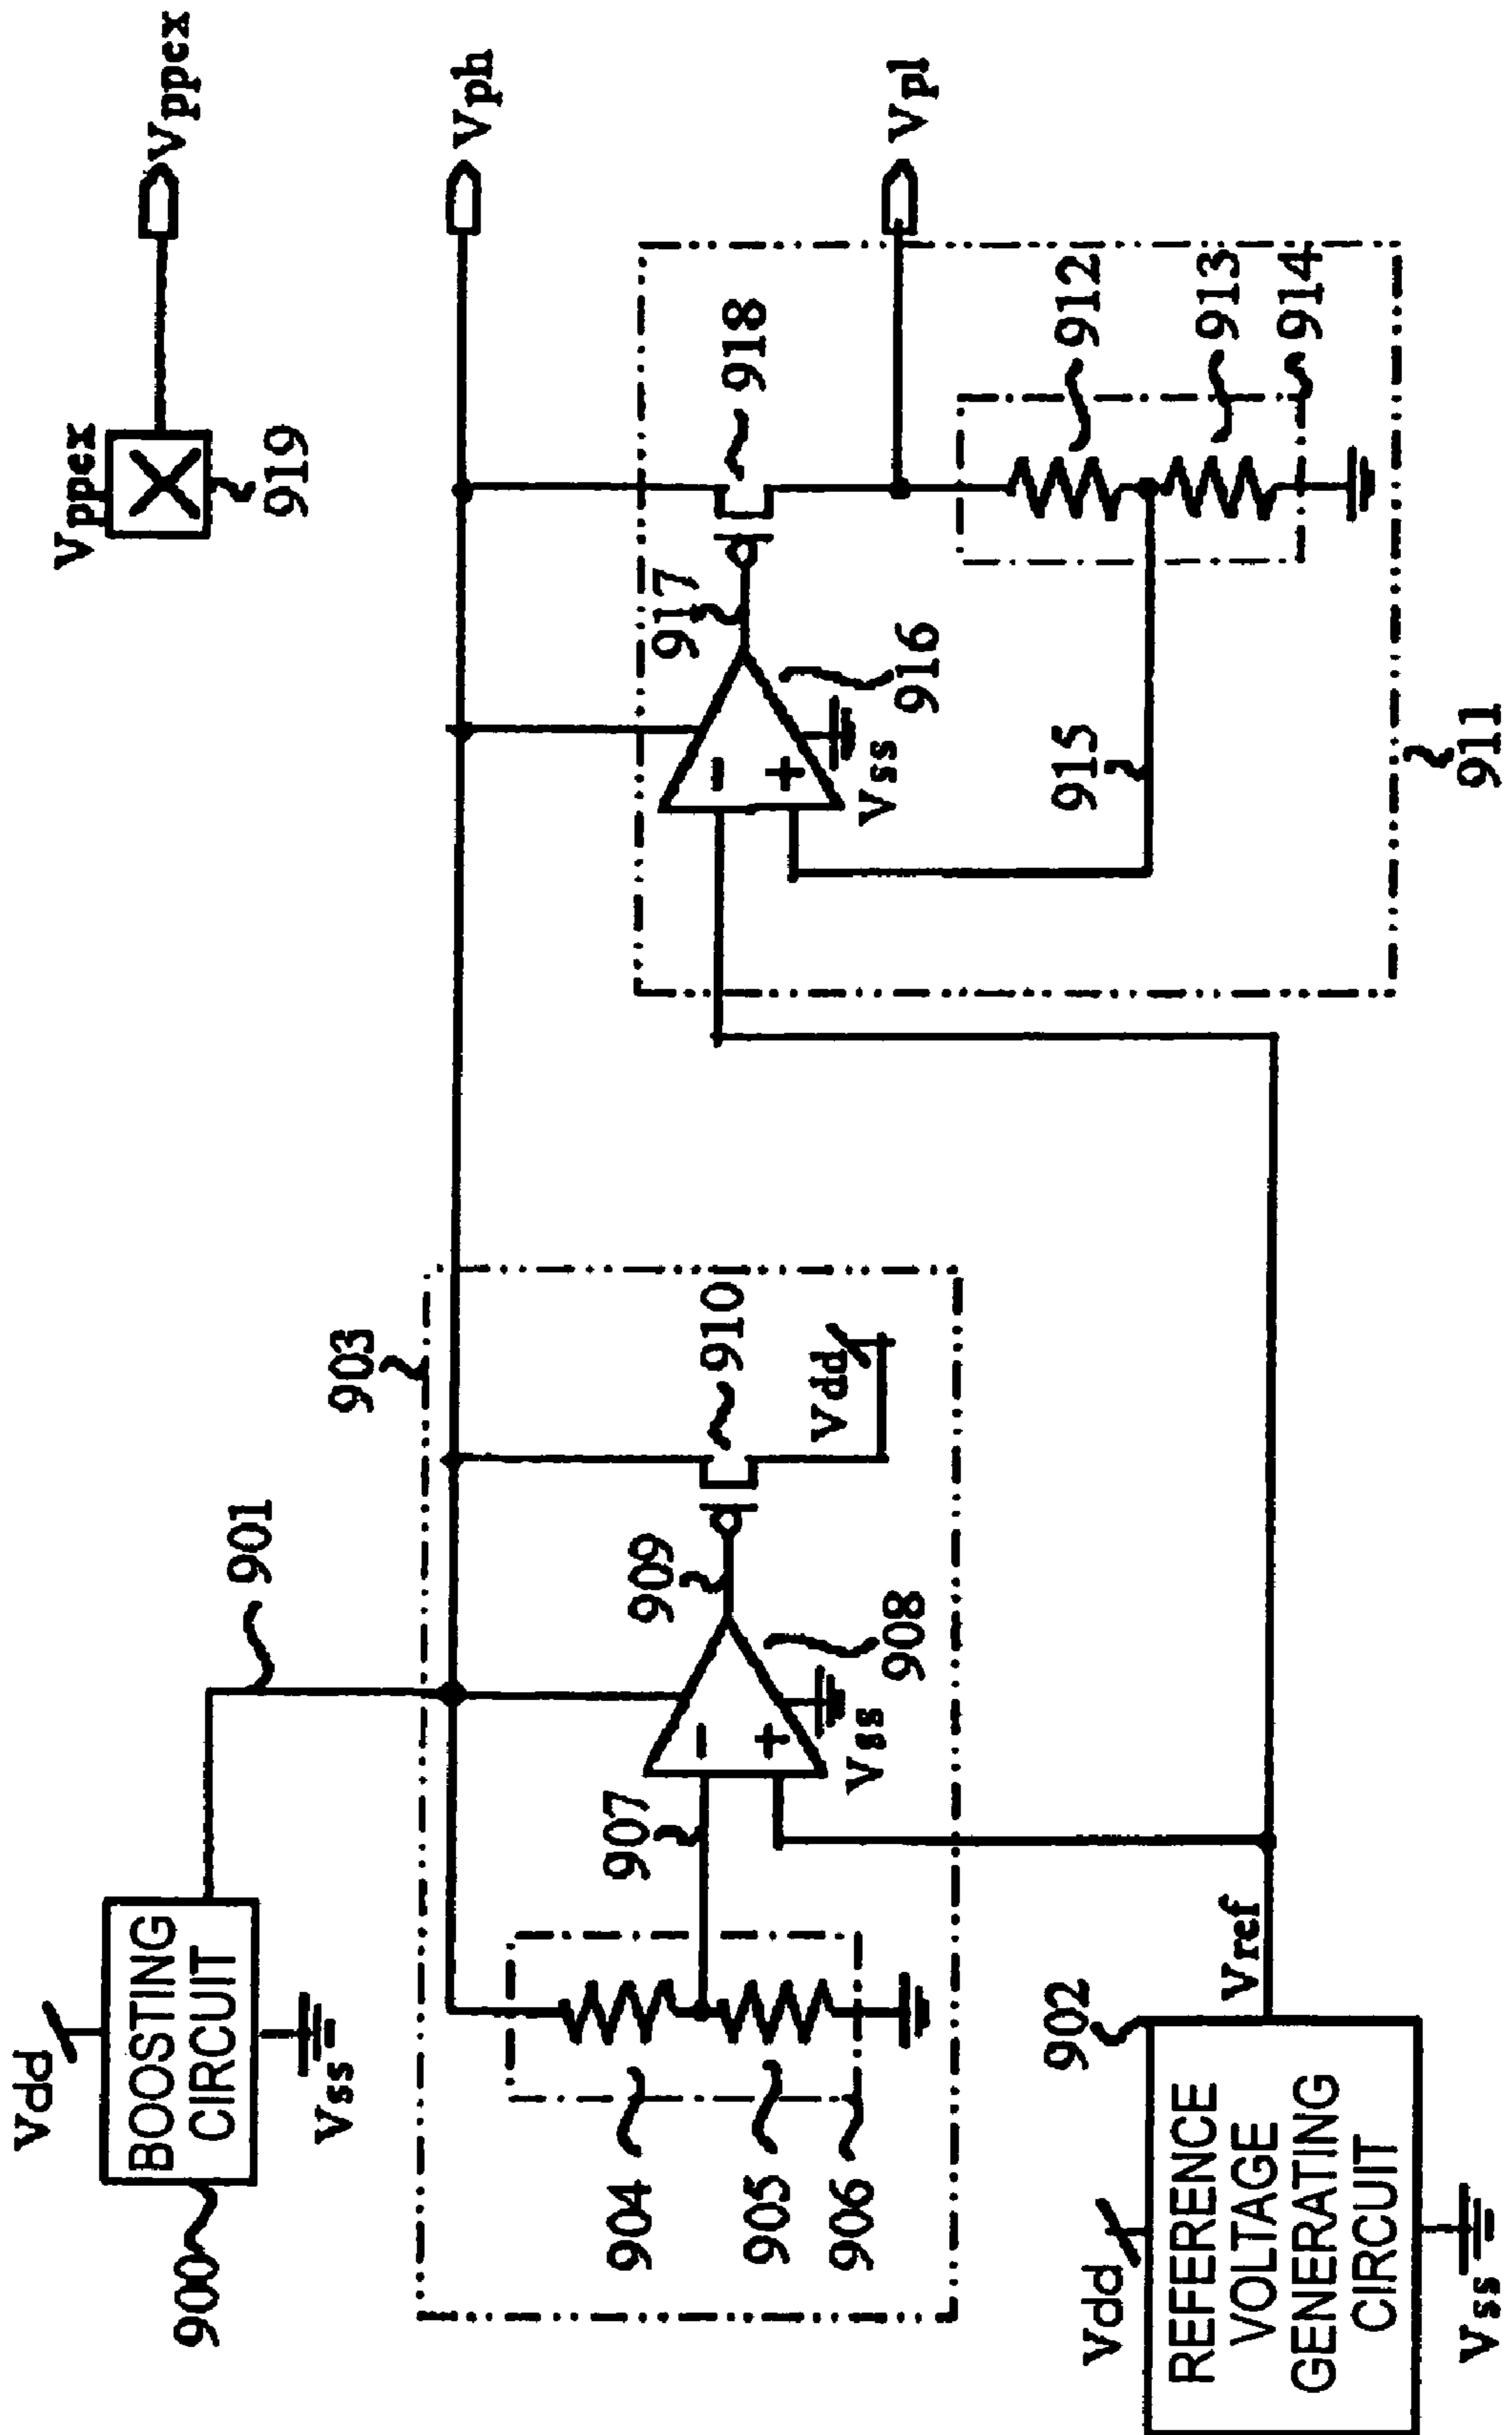 Vdd
BOOSTING
CIRCUIT
Vss
900
901
Vppex
919
Vppex
903
904
905
906
907
908
Vss
909
910
Vdd
Vph
916
Vss
917
918
Vpl
912
913
914
915
911
902
Vref
Vdd
REFERENCE
VOLTAGE
GENERATING
CIRCUIT
Vss